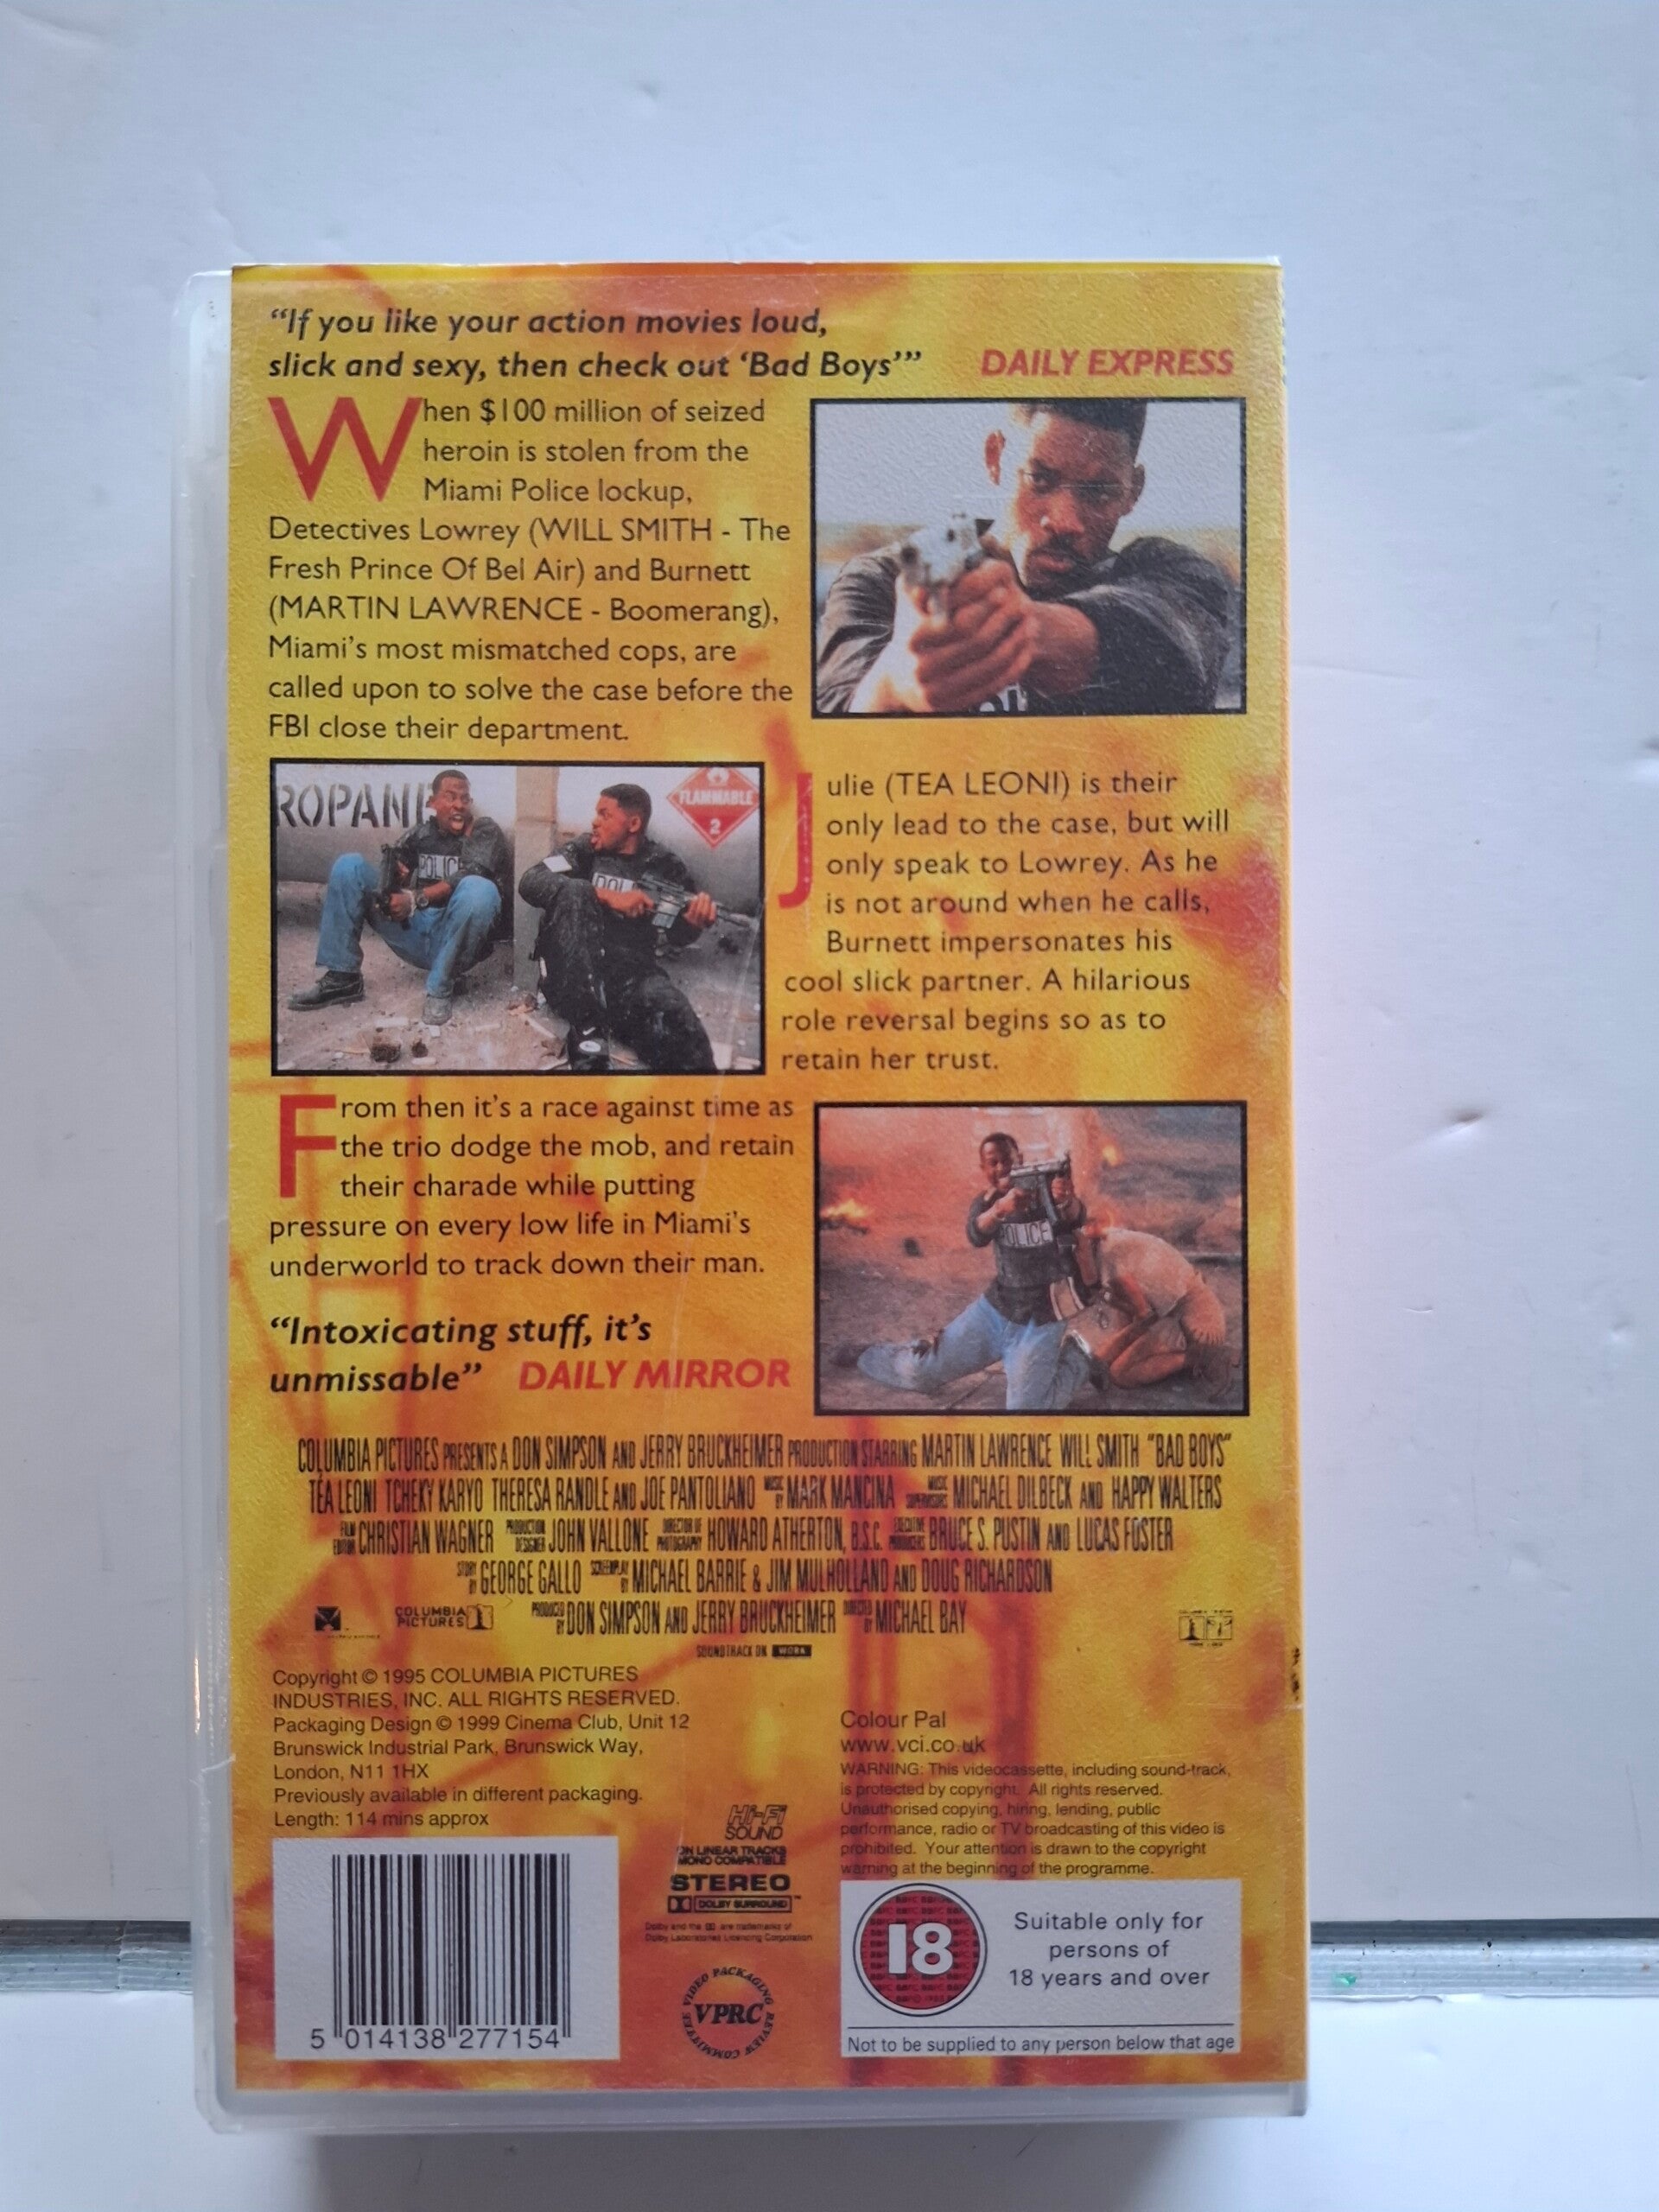 “If you like your action movies loud,
slick and sexy, then check out ‘Bad Boys’” DAILY EXPRESS
When $100 million of seized
heroin is stolen from the
Miami Police lockup,
Detectives Lowrey (WILL SMITH - The
Fresh Prince Of Bel Air) and Burnett
(MARTIN LAWRENCE - Boomerang),
Miami's most mismatched cops, are
called upon to solve the case before the
FBI close their department.
ROPANE
POLICE
FLAMMABLE
2
Julie (TEA LEONI) is their
only lead to the case, but will
only speak to Lowrey. As he
is not around when he calls,
Burnett impersonates his
cool slick partner. A hilarious
role reversal begins so as to
retain her trust.
From then it's a race against time as
the trio dodge the mob, and retain
their charade while putting
pressure on every low life in Miami's
underworld to track down their man.
POLICE
“Intoxicating stuff, it's
unmissable” DAILY MIRROR
COLUMBIA PICTURES PRESENTS A DON SIMPSON AND JERRY BRUCKHEIMER PRODUCTION STARRING MARTIN LAWRENCE WILL SMITH "BAD BOYS"
TÉA LEONI TCHEKY KARYO THERESA RANDLE AND JOE PANTOLIANO MUSIC BY MARK MANCINA MUSIC SUPERVISORS MICHAEL DILBECK AND HAPPY WALTERS
FILM EDITOR CHRISTIAN WAGNER PRODUCTION DESIGNER JOHN VALLONE DIRECTOR OF PHOTOGRAPHY HOWARD ATHERTON, B.S.C. EXECUTIVE PRODUCERS BRUCE S. PUSTIN AND LUCAS FOSTER
STORY BY GEORGE GALLO SCREENPLAY BY MICHAEL BARRIE & JIM MULHOLLAND AND DOUG RICHARDSON
COLUMBIA PICTURES PRODUCED BY DON SIMPSON AND JERRY BRUCKHEIMER DIRECTED BY MICHAEL BAY
SOUNDTRACK ON WORK
Copyright © 1995 COLUMBIA PICTURES
INDUSTRIES, INC. ALL RIGHTS RESERVED.
Packaging Design © 1999 Cinema Club, Unit 12
Brunswick Industrial Park, Brunswick Way,
London, N11 1HX
Previously available in different packaging.
Length: 114 mins approx
Colour Pal
www.vci.co.uk
WARNING: This videocassette, including sound-track,
is protected by copyright. All rights reserved.
Unauthorised copying, hiring, lending, public
performance, radio or TV broadcasting of this video is
prohibited. Your attention is drawn to the copyright
warning at the beginning of the programme.
Hi-Fi
SOUND
ON LINEAR TRACKS
MONO COMPATIBLE
STEREO
DOLBY SURROUND™
Dolby and the are trademarks of
Dolby Laboratories Licensing Corporation
VIDEO PACKAGING REVIEW COMMITTEE
VPRC
5 014138 277154
18
Suitable only for
persons of
18 years and over
Not to be supplied to any person below that age